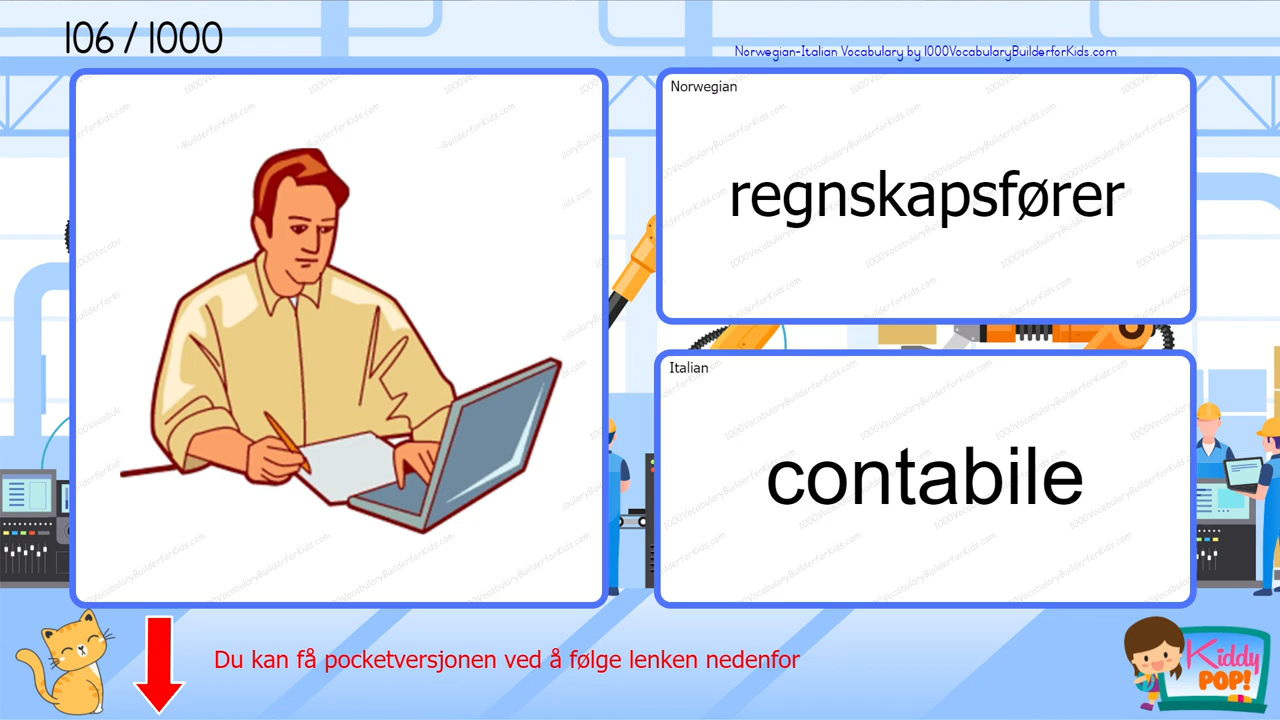 106 / 1000
Norwegian-Italian Vocabulary by 1000VocabularyBuilderforKids.com
Norwegian
regnskapsfører
Italian
contabile
Du kan få pocketversjonen ved å følge lenken nedenfor
Kiddy
POP!